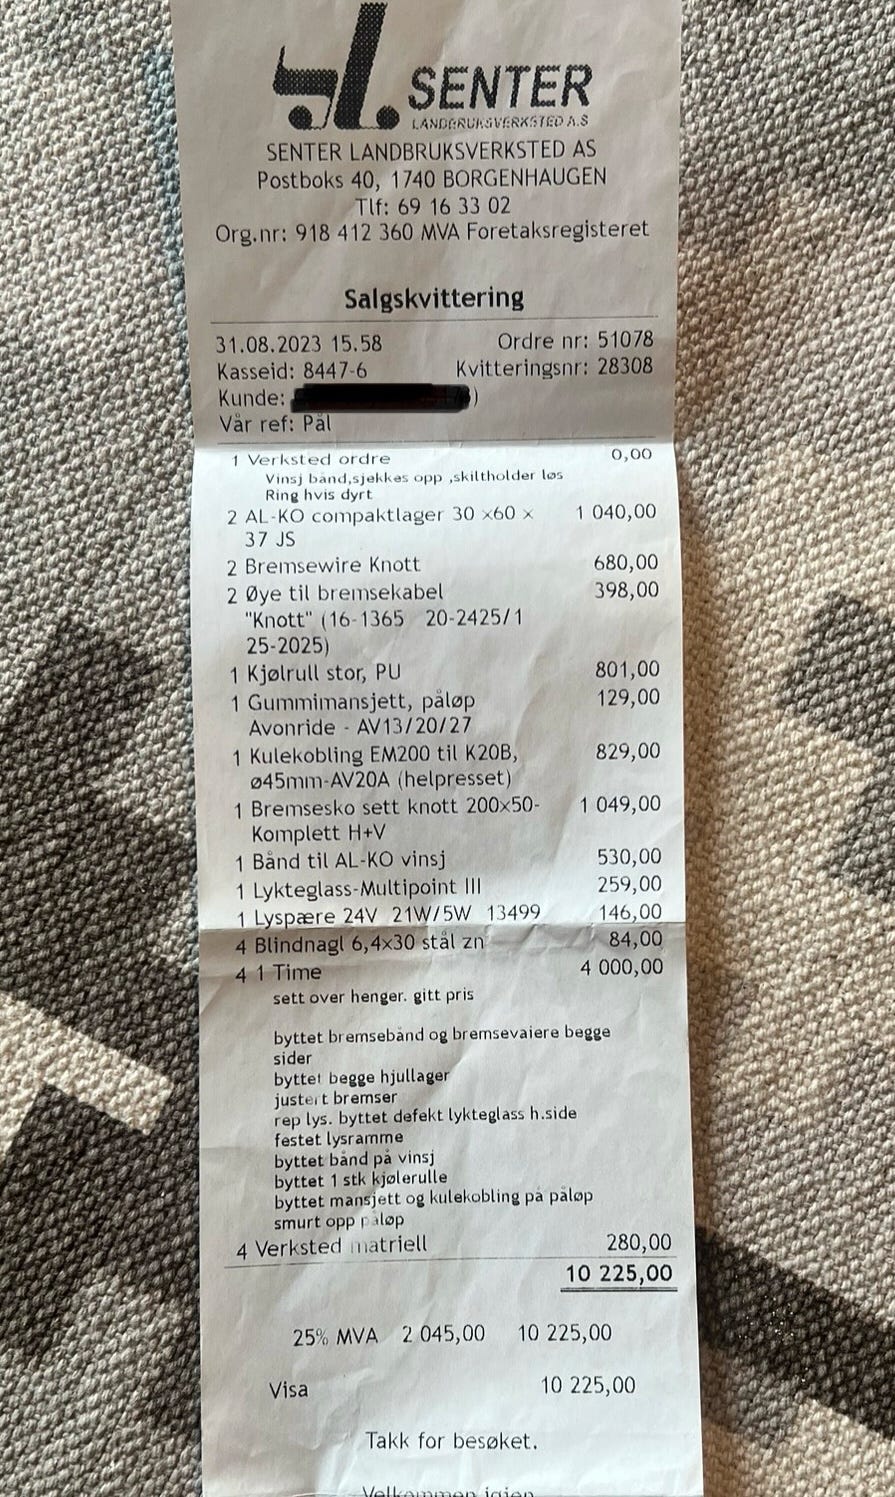 SENTER
LANDBRUKSVERKSTED A.S
SENTER LANDBRUKSVERKSTED AS
Postboks 40, 1740 BORGENHAUGEN
Tlf: 69 16 33 02
Org.nr: 918 412 360 MVA Foretaksregisteret
Salgskvittering
31.08.2023 15.58 Ordre nr: 51078
Kasseid: 8447-6 Kvitteringsnr: 28308
Kunde: )
Vår ref: Pål
1 Verksted ordre 0,00
Vinsj bånd,sjekkes opp ,skiltholder løs
Ring hvis dyrt
2 AL-KO compaktlager 30 x60 x 1 040,00
37 JS
2 Bremsewire Knott 680,00
2 Øye til bremsekabel 398,00
"Knott" (16-1365 20-2425/1
25-2025)
1 Kjølrull stor, PU 801,00
1 Gummimansjett, påløp 129,00
Avonride - AV13/20/27
1 Kulekobling EM200 til K20B, 829,00
ø45mm-AV20A (helpresset)
1 Bremsesko sett knott 200x50- 1 049,00
Komplett H+V
1 Bånd til AL-KO vinsj 530,00
1 Lykteglass-Multipoint III 259,00
1 Lyspære 24V 21W/5W 13499 146,00
4 Blindnagl 6,4x30 stål zn 84,00
4 1 Time 4 000,00
sett over henger. gitt pris
byttet bremsebånd og bremsevaiere begge
sider
byttet begge hjullager
justert bremser
rep lys. byttet defekt lykteglass h.side
festet lysramme
byttet bånd på vinsj
byttet 1 stk kjølerulle
byttet mansjett og kulekobling på påløp
smurt opp påløp
4 Verksted matriell 280,00
10 225,00
25% MVA 2 045,00 10 225,00
Visa 10 225,00
Takk for besøket.
Velkommen igjen